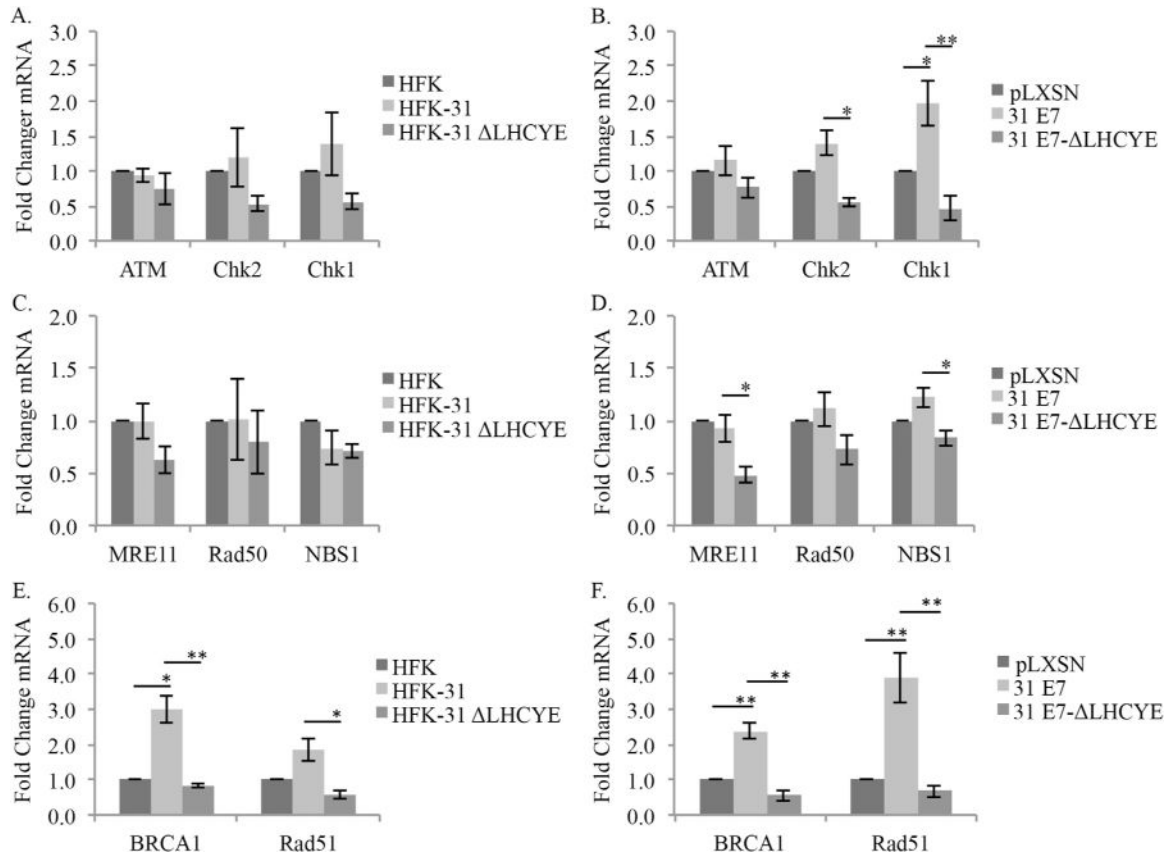 A.
Fold Changer mRNA
3.0
2.5
2.0
1.5
1.0
0.5
0.0
ATM Chk2 Chk1
HFK
HFK-31
HFK-31 ΔLHCYE
B.
Fold Chnage mRNA
3.0
2.5
2.0
1.5
1.0
0.5
0.0
*
*
**
ATM Chk2 Chk1
pLXSN
31 E7
31 E7-ΔLHCYE
C.
Fold Change mRNA
2.0
1.5
1.0
0.5
0.0
MRE11 Rad50 NBS1
HFK
HFK-31
HFK-31 ΔLHCYE
D.
Fold Change mRNA
2.0
1.5
1.0
0.5
0.0
*
*
MRE11 Rad50 NBS1
pLXSN
31 E7
31 E7-ΔLHCYE
E.
Fold Change mRNA
6.0
5.0
4.0
3.0
2.0
1.0
0.0
*
**
*
BRCA1 Rad51
HFK
HFK-31
HFK-31 ΔLHCYE
F.
Fold Change mRNA
6.0
5.0
4.0
3.0
2.0
1.0
0.0
**
**
**
**
BRCA1 Rad51
pLXSN
31 E7
31 E7-ΔLHCYE